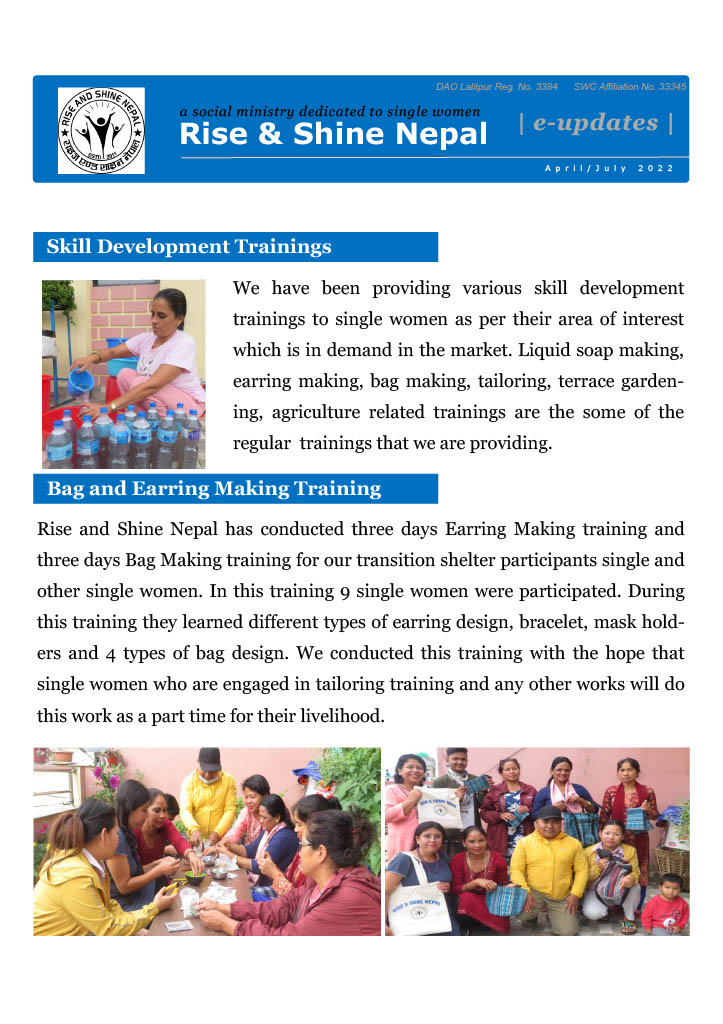 DAO Lalitpur Reg. No. 3384 SWC Affiliation No. 33345
RISE AND SHINE NEPAL
ESTD 2011
राइज एण्ड साइन नेपाल
a social ministry dedicated to single women
Rise & Shine Nepal
| e-updates |
April/July 2022
Skill Development Trainings
We have been providing various skill development
trainings to single women as per their area of interest
which is in demand in the market. Liquid soap making,
earring making, bag making, tailoring, terrace garden-
ing, agriculture related trainings are the some of the
regular trainings that we are providing.
Bag and Earring Making Training
Rise and Shine Nepal has conducted three days Earring Making training and
three days Bag Making training for our transition shelter participants single and
other single women. In this training 9 single women were participated. During
this training they learned different types of earring design, bracelet, mask hold-
ers and 4 types of bag design. We conducted this training with the hope that
single women who are engaged in tailoring training and any other works will do
this work as a part time for their livelihood.
RISE & SHINE NEPAL
RISE & SHINE NEPAL